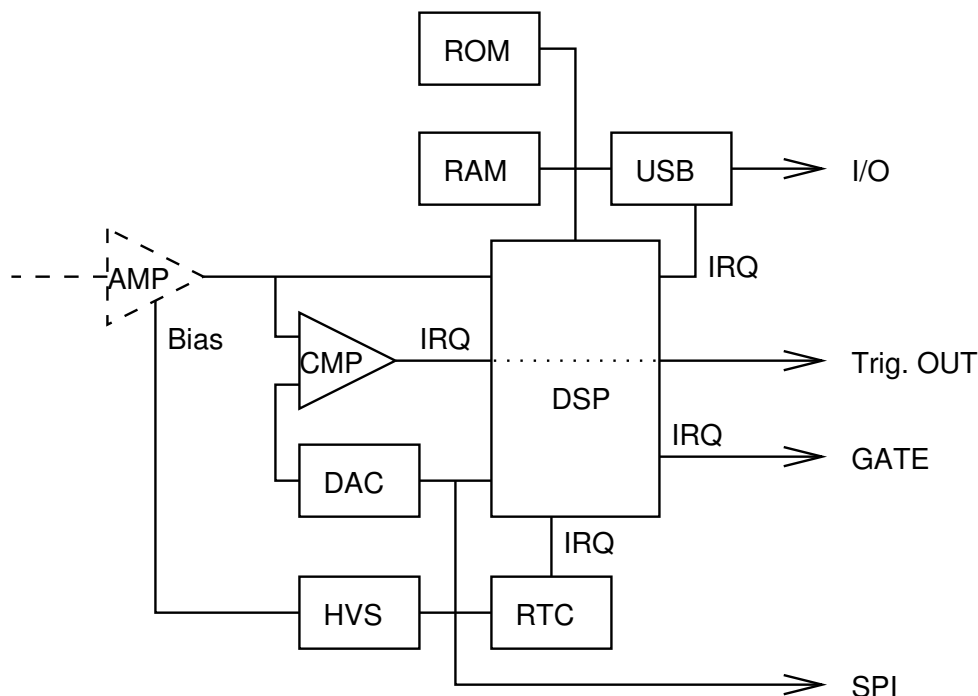 ROM
RAM
USB
I/O
AMP
IRQ
Bias
CMP
IRQ
Trig. OUT
DSP
IRQ
GATE
DAC
IRQ
HVS
RTC
SPI